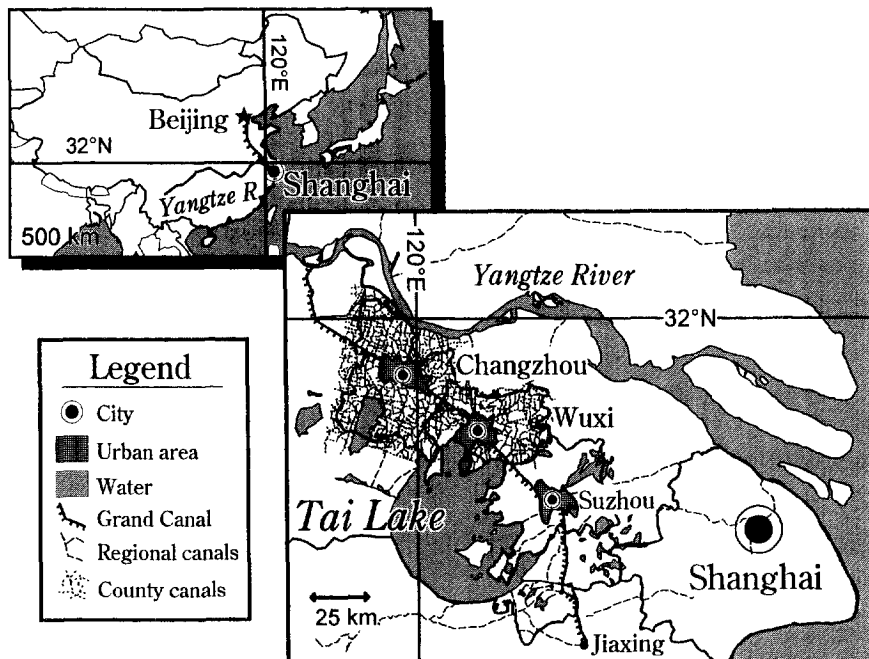 120°E
Beijing
32°N
Shanghai
Yangtze R.
500 km
120°E
Yangtze River
32°N
Changzhou
Wuxi
Suzhou
Tai Lake
Shanghai
25 km
Jiaxing
Legend
City
Urban area
Water
Grand Canal
Regional canals
County canals